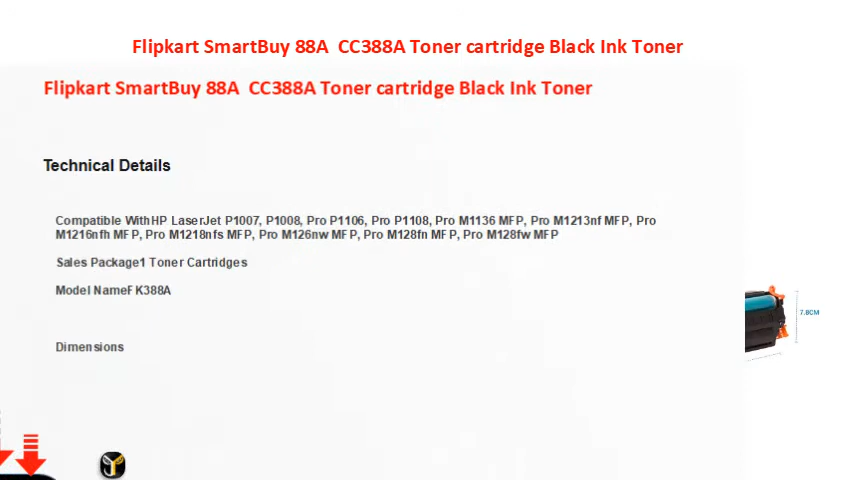 Flipkart SmartBuy 88A  CC388A Toner cartridge Black Ink Toner
Flipkart SmartBuy 88A  CC388A Toner cartridge Black Ink Toner
Technical Details
Compatible WithHP LaserJet P1007, P1008, Pro P1106, Pro P1108, Pro M1136 MFP, Pro M1213nf MFP, Pro
M1216nfh MFP, Pro M1218nfs MFP, Pro M126nw MFP, Pro M128fn MFP, Pro M128fw MFP
Sales Package1 Toner Cartridges
Model NameFK388A
7.8CM
Dimensions